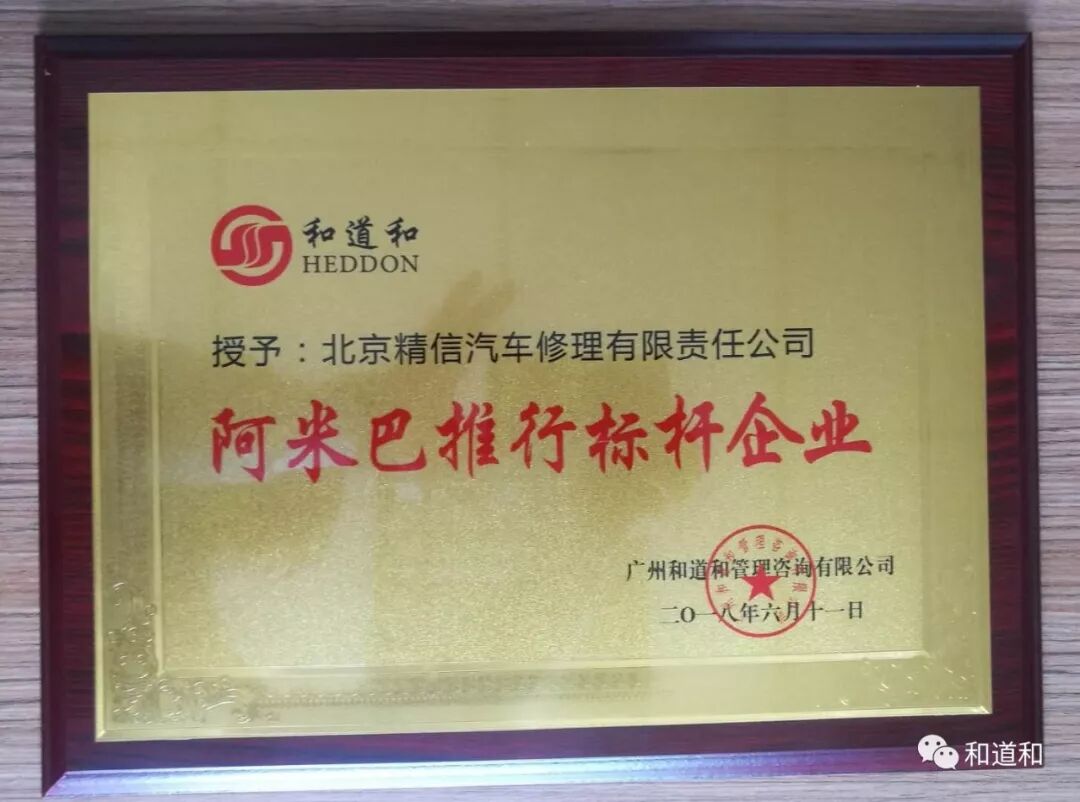 和道和
HEDDON
授予：北京精信汽车修理有限责任公司
阿米巴推行标杆企业
广州和道和管理咨询有限公司
二〇一八年六月十一日
和道和